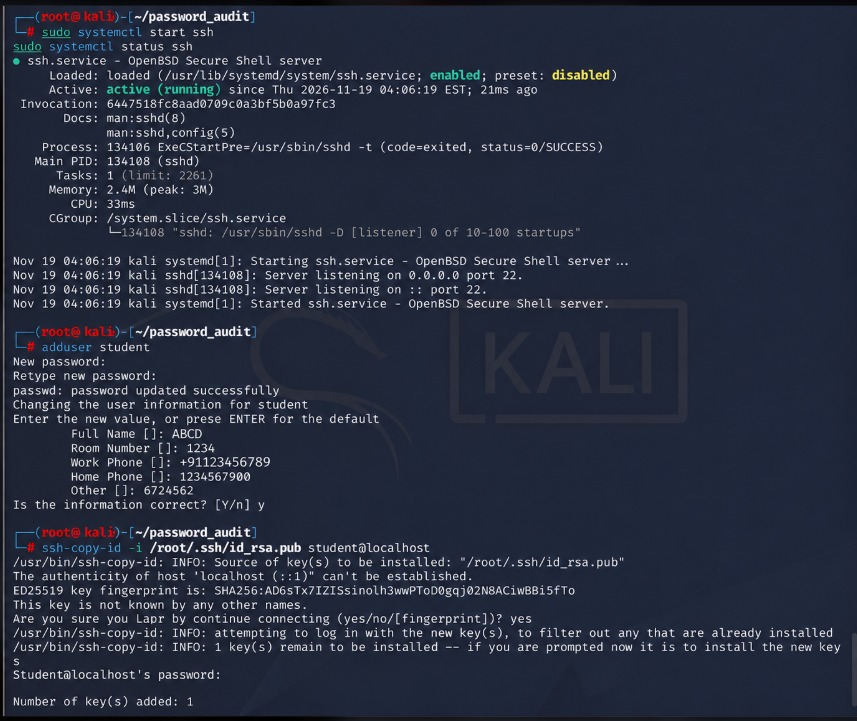 ┌──(root@kali)-[~/password_audit]
└─# sudo systemctl start ssh
sudo systemctl status ssh
● ssh.service - OpenBSD Secure Shell server
Loaded: loaded (/usr/lib/systemd/system/ssh.service; enabled; preset: disabled)
Active: active (running) since Thu 2026-11-19 04:06:19 EST; 21ms ago
Invocation: 6447518fc8aad0709c0a3bf5b0a97fc3
Docs: man:sshd(8)
man:sshd,config(5)
Process: 134106 ExeCStartPre=/usr/sbin/sshd -t (code=exited, status=0/SUCCESS)
Main PID: 134108 (sshd)
Tasks: 1 (limit: 2261)
Memory: 2.4M (peak: 3M)
CPU: 33ms
CGroup: /system.slice/ssh.service
└─134108 "sshd: /usr/sbin/sshd -D [listener] 0 of 10-100 startups"
Nov 19 04:06:19 kali systemd[1]: Starting ssh.service - OpenBSD Secure Shell server...
Nov 19 04:06:19 kali sshd[134108]: Server listening on 0.0.0.0 port 22.
Nov 19 04:06:19 kali sshd[134108]: Server listening on :: port 22.
Nov 19 04:06:19 kali systemd[1]: Started ssh.service - OpenBSD Secure Shell server.
┌──(root@kali)-[~/password_audit]
└─# adduser student
New password:
Retype new password:
passwd: password updated successfully
Changing the user information for student
Enter the new value, or prese ENTER for the default
Full Name []: ABCD
Room Number []: 1234
Work Phone []: +91123456789
Home Phone []: 1234567900
Other []: 6724562
Is the information correct? [Y/n] y
KALI
┌──(root@kali)-[~/password_audit]
└─# ssh-copy-id -i /root/.ssh/id_rsa.pub student@localhost
/usr/bin/ssh-copy-id: INFO: Source of key(s) to be installed: "/root/.ssh/id_rsa.pub"
The authenticity of host 'localhost (::1)" can't be established.
ED25519 key fingerprint is: SHA256:AD6sTx7IZISsinolh3wwPToD0gqj02N8ACiwBBi5fTo
This key is not known by any other names.
Are you sure you Lapr by continue connecting (yes/no/[fingerprint])? yes
/usr/bin/ssh-copy-id: INFO: attempting to log in with the new key(s), to filter out any that are already installed
/usr/bin/ssh-copy-id: INFO: 1 key(s) remain to be installed -- if you are prompted now it is to install the new key
s
Student@localhost's password:
Number of key(s) added: 1